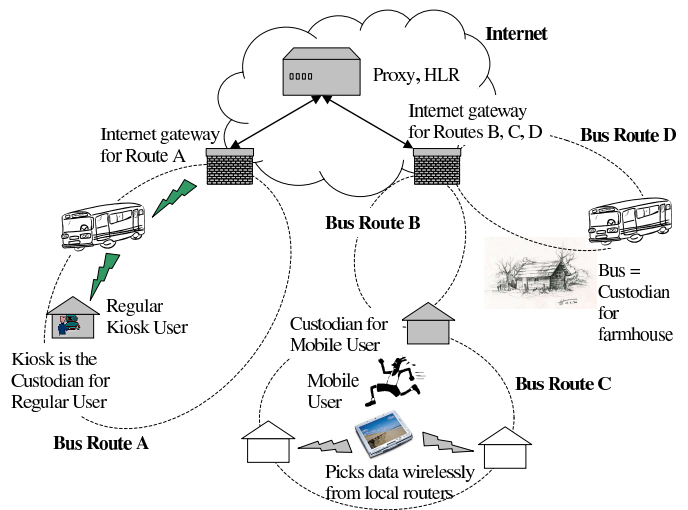 Internet
Proxy, HLR
Internet gateway
for Routes B, C, D
Bus Route D
Internet gateway
for Route A
Bus Route B
Bus =
Custodian
for
farmhouse
Regular
Kiosk User
Custodian for
Mobile User
Kiosk is the
Custodian for
Regular User
Mobile
User
Bus Route C
Bus Route A
Picks data wirelessly
from local routers